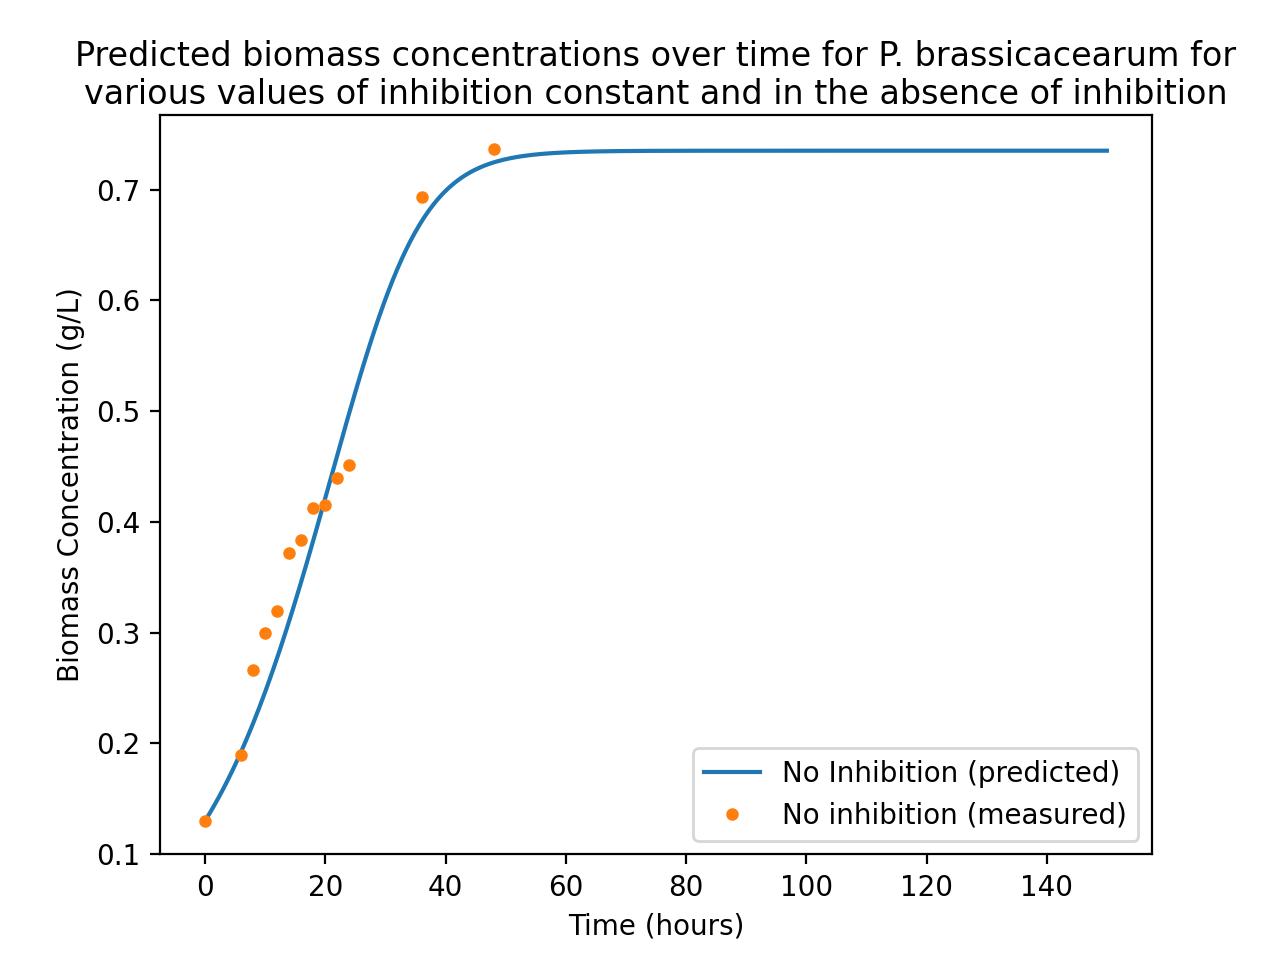 Predicted biomass concentrations over time for P. brassicacearum for
various values of inhibition constant and in the absence of inhibition
Biomass Concentration (g/L)
0.7
0.6
0.5
0.4
0.3
0.2
0.1
No Inhibition (predicted)
No inhibition (measured)
0 20 40 60 80 100 120 140
Time (hours)